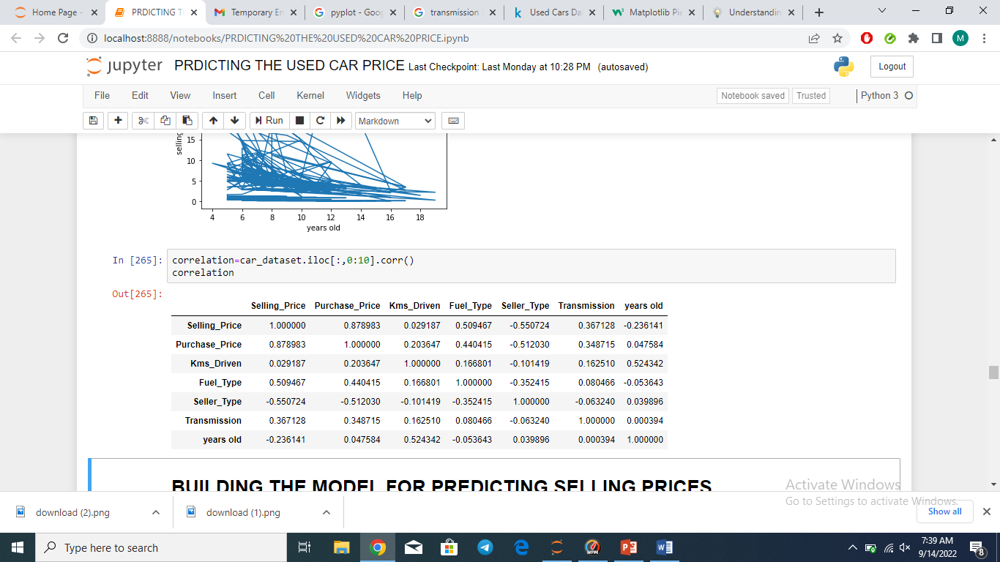 Home Page -
PRDICTING T
Temporary Em
pyplot - Goog
transmission
Used Cars Da
Matplotlib Pie
Understandin
localhost:8888/notebooks/PRDICTING%20THE%20USED%20CAR%20PRICE.ipynb
M
jupyter PRDICTING THE USED CAR PRICE Last Checkpoint: Last Monday at 10:28 PM (autosaved)
Logout
File Edit View Insert Cell Kernel Widgets Help
Notebook saved Trusted Python 3
Run Markdown
selling
15
10
5
0
4 6 8 10 12 14 16 18
years old
In [265]: correlation=car_dataset.iloc[:,0:10].corr()
correlation
Out[265]:
Selling_Price Purchase_Price Kms_Driven Fuel_Type Seller_Type Transmission years old
Selling_Price 1.000000 0.878983 0.029187 0.509467 -0.550724 0.367128 -0.236141
Purchase_Price 0.878983 1.000000 0.203647 0.440415 -0.512030 0.348715 0.047584
Kms_Driven 0.029187 0.203647 1.000000 0.166801 -0.101419 0.162510 0.524342
Fuel_Type 0.509467 0.440415 0.166801 1.000000 -0.352415 0.080466 -0.053643
Seller_Type -0.550724 -0.512030 -0.101419 -0.352415 1.000000 -0.063240 0.039896
Transmission 0.367128 0.348715 0.162510 0.080466 -0.063240 1.000000 0.000394
years old -0.236141 0.047584 0.524342 -0.053643 0.039896 0.000394 1.000000
BUILDING THE MODEL FOR PREDICTING SELLING PRICES
Activate Windows
Go to Settings to activate Windows.
download (2).png
download (1).png
Show all
Type here to search
7:39 AM
9/14/2022
8